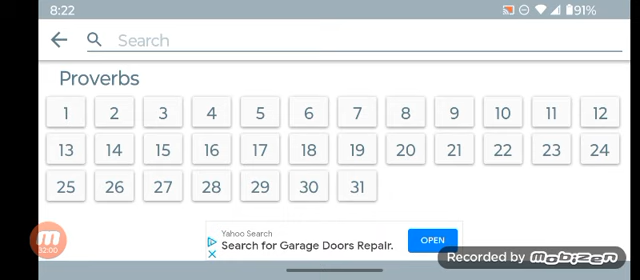 8:22 91%
Search
Proverbs
1 2 3 4 5 6 7 8 9 10 11 12
13 14 15 16 17 18 19 20 21 22 23 24
25 26 27 28 29 30 31
Yahoo Search
Search for Garage Doors Repair.
OPEN
22:00
Recorded by Mobizen